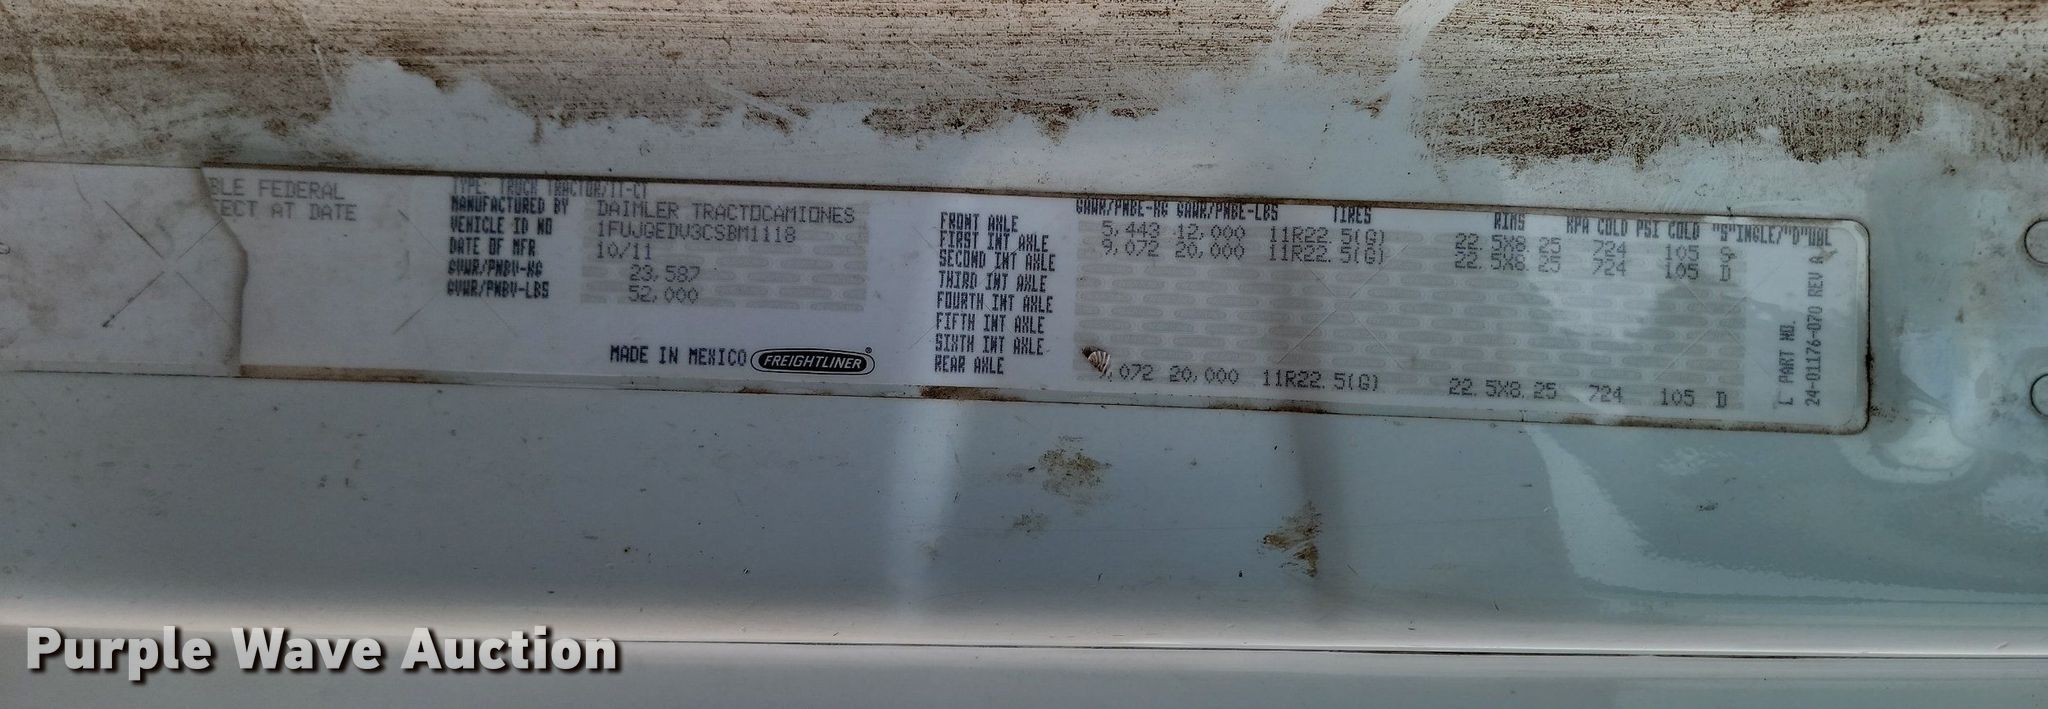 BLE FEDERAL
FECT AT DATE
TYPE: TRUCK TRACTOR/TT-CT
MANUFACTURED BY DAIMLER TRACTOCAMIONES
VEHICLE ID NO 1FUJGEDV3CSBM1118
DATE OF MFR 10/11
GVWR/PNBV-KG 23,587
GVWR/PNBV-LBS 52,000
MADE IN MEXICO FREIGHTLINER®
GAWR/PNBE-KG GAWR/PNBE-LBS TIRES RIMS KPA COLD PSI COLD "S"INGLE/"D"UAL
FRONT AXLE 5,443 12,000 11R22.5(G) 22.5X8.25 724 105 S
FIRST INT AXLE 9,072 20,000 11R22.5(G) 22.5X8.25 724 105 D
SECOND INT AXLE
THIRD INT AXLE
FOURTH INT AXLE
FIFTH INT AXLE
SIXTH INT AXLE
REAR AXLE 9,072 20,000 11R22.5(G) 22.5X8.25 724 105 D
PART NO.
24-01176-070 REV A
Purple Wave Auction